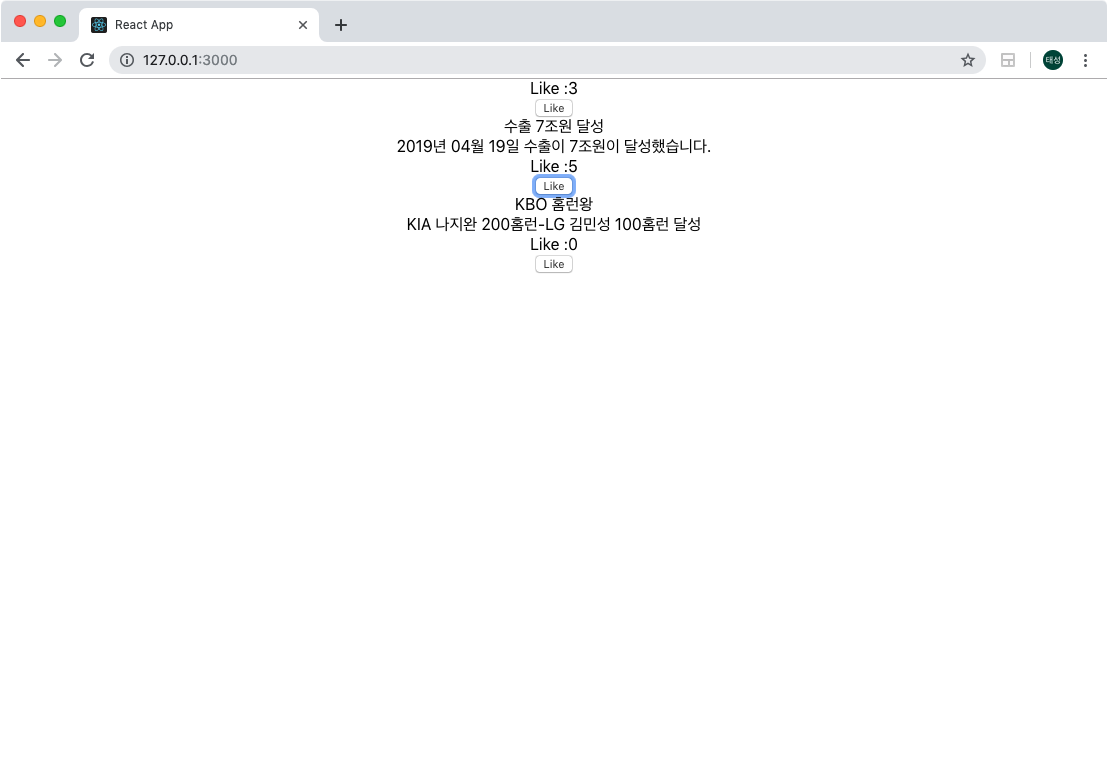 React App
127.0.0.1:3000
태성
Like :3
Like
수출 7조원 달성
2019년 04월 19일 수출이 7조원이 달성했습니다.
Like :5
Like
KBO 홈런왕
KIA 나지완 200홈런-LG 김민성 100홈런 달성
Like :0
Like